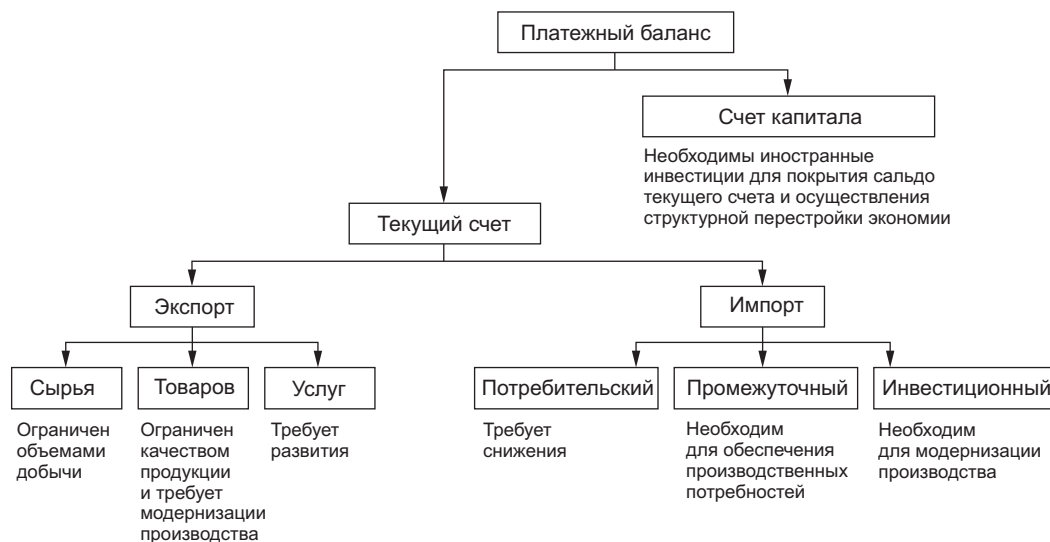 Платежный баланс
Счет капитала
Необходимы иностранные
инвестиции для покрытия сальдо
текущего счета и осуществления
структурной перестройки экономии
Текущий счет
Экспорт
Импорт
Сырья
Товаров
Услуг
Потребительский
Промежуточный
Инвестиционный
Ограничен
объемами
добычи
Ограничен
качеством
продукции
и требует
модернизации
производства
Требует
развития
Требует
снижения
Необходим
для обеспечения
производственных
потребностей
Необходим
для модернизации
производства